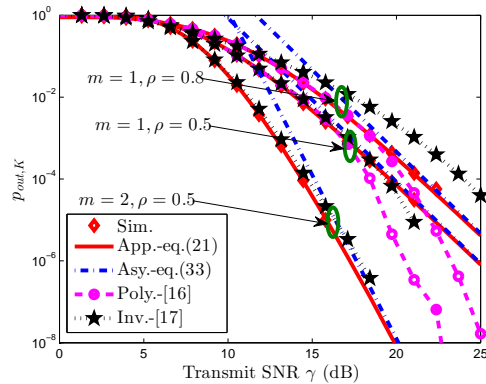 10^0
10^-2
10^-4
10^-6
10^-8
p_{out,K}
m = 1, ρ = 0.8
m = 1, ρ = 0.5
m = 2, ρ = 0.5
Sim.
App.-eq.(21)
Asy.-eq.(33)
Poly.-[16]
Inv.-[17]
0 5 10 15 20 25
Transmit SNR γ (dB)